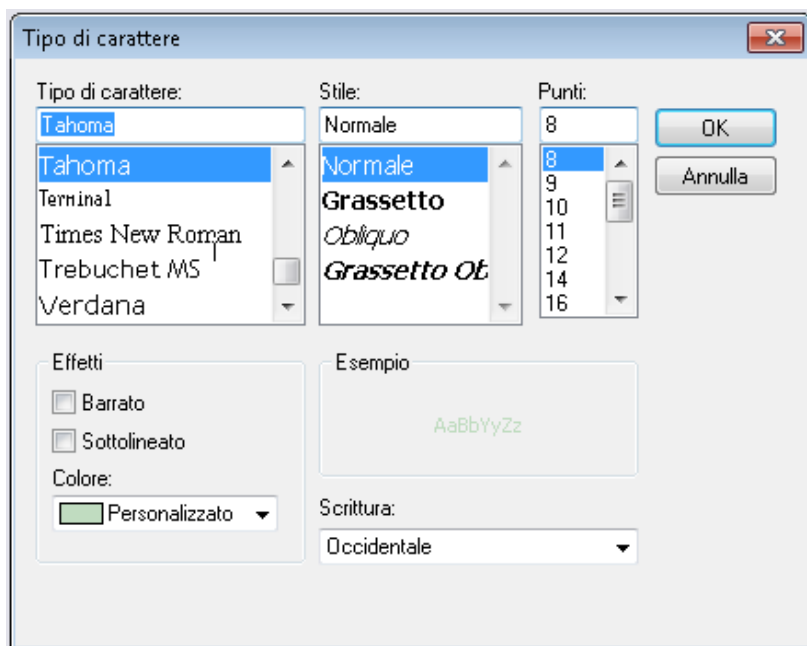 Tipo di carattere
Tipo di carattere:
Tahoma
Tahoma
Terminal
Times New Roman
Trebuchet MS
Verdana
Stile:
Normale
Normale
Grassetto
Obliquo
Grassetto Ob
Punti:
8
8
9
10
11
12
14
16
OK
Annulla
Effetti
Barrato
Sottolineato
Colore:
Personalizzato
Esempio
AaBbYyZz
Scrittura:
Occidentale